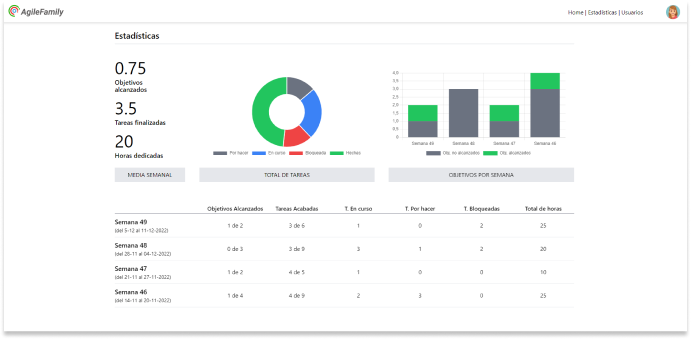 AgileFamily
Home | Estadísticas | Usuarios
Estadísticas
0.75
Objetivos
alcanzados
3.5
Tareas finalizadas
20
Horas dedicadas
MEDIA SEMANAL
Por hacer En curso Bloqueada Hechos
TOTAL DE TAREAS
4,0
3,5
3,0
2,5
2,0
1,5
1,0
0,5
0
Semana 49 Semana 48 Semana 47 Semana 46
Obj. no alcanzados Obj. alcanzados
OBJETIVOS POR SEMANA
Objetivos Alcanzados Tareas Acabadas T. En curso T. Por hacer T. Bloqueadas Total de horas
Semana 49
(del 5-12 al 11-12-2022)
1 de 2 3 de 6 1 0 2 25
Semana 48
(del 28-11 al 04-12-2022)
0 de 3 3 de 9 3 1 2 20
Semana 47
(del 21-11 al 27-11-2022)
1 de 2 4 de 5 1 0 0 10
Semana 46
(del 14-11 al 20-11-2022)
1 de 4 4 de 9 2 3 0 25